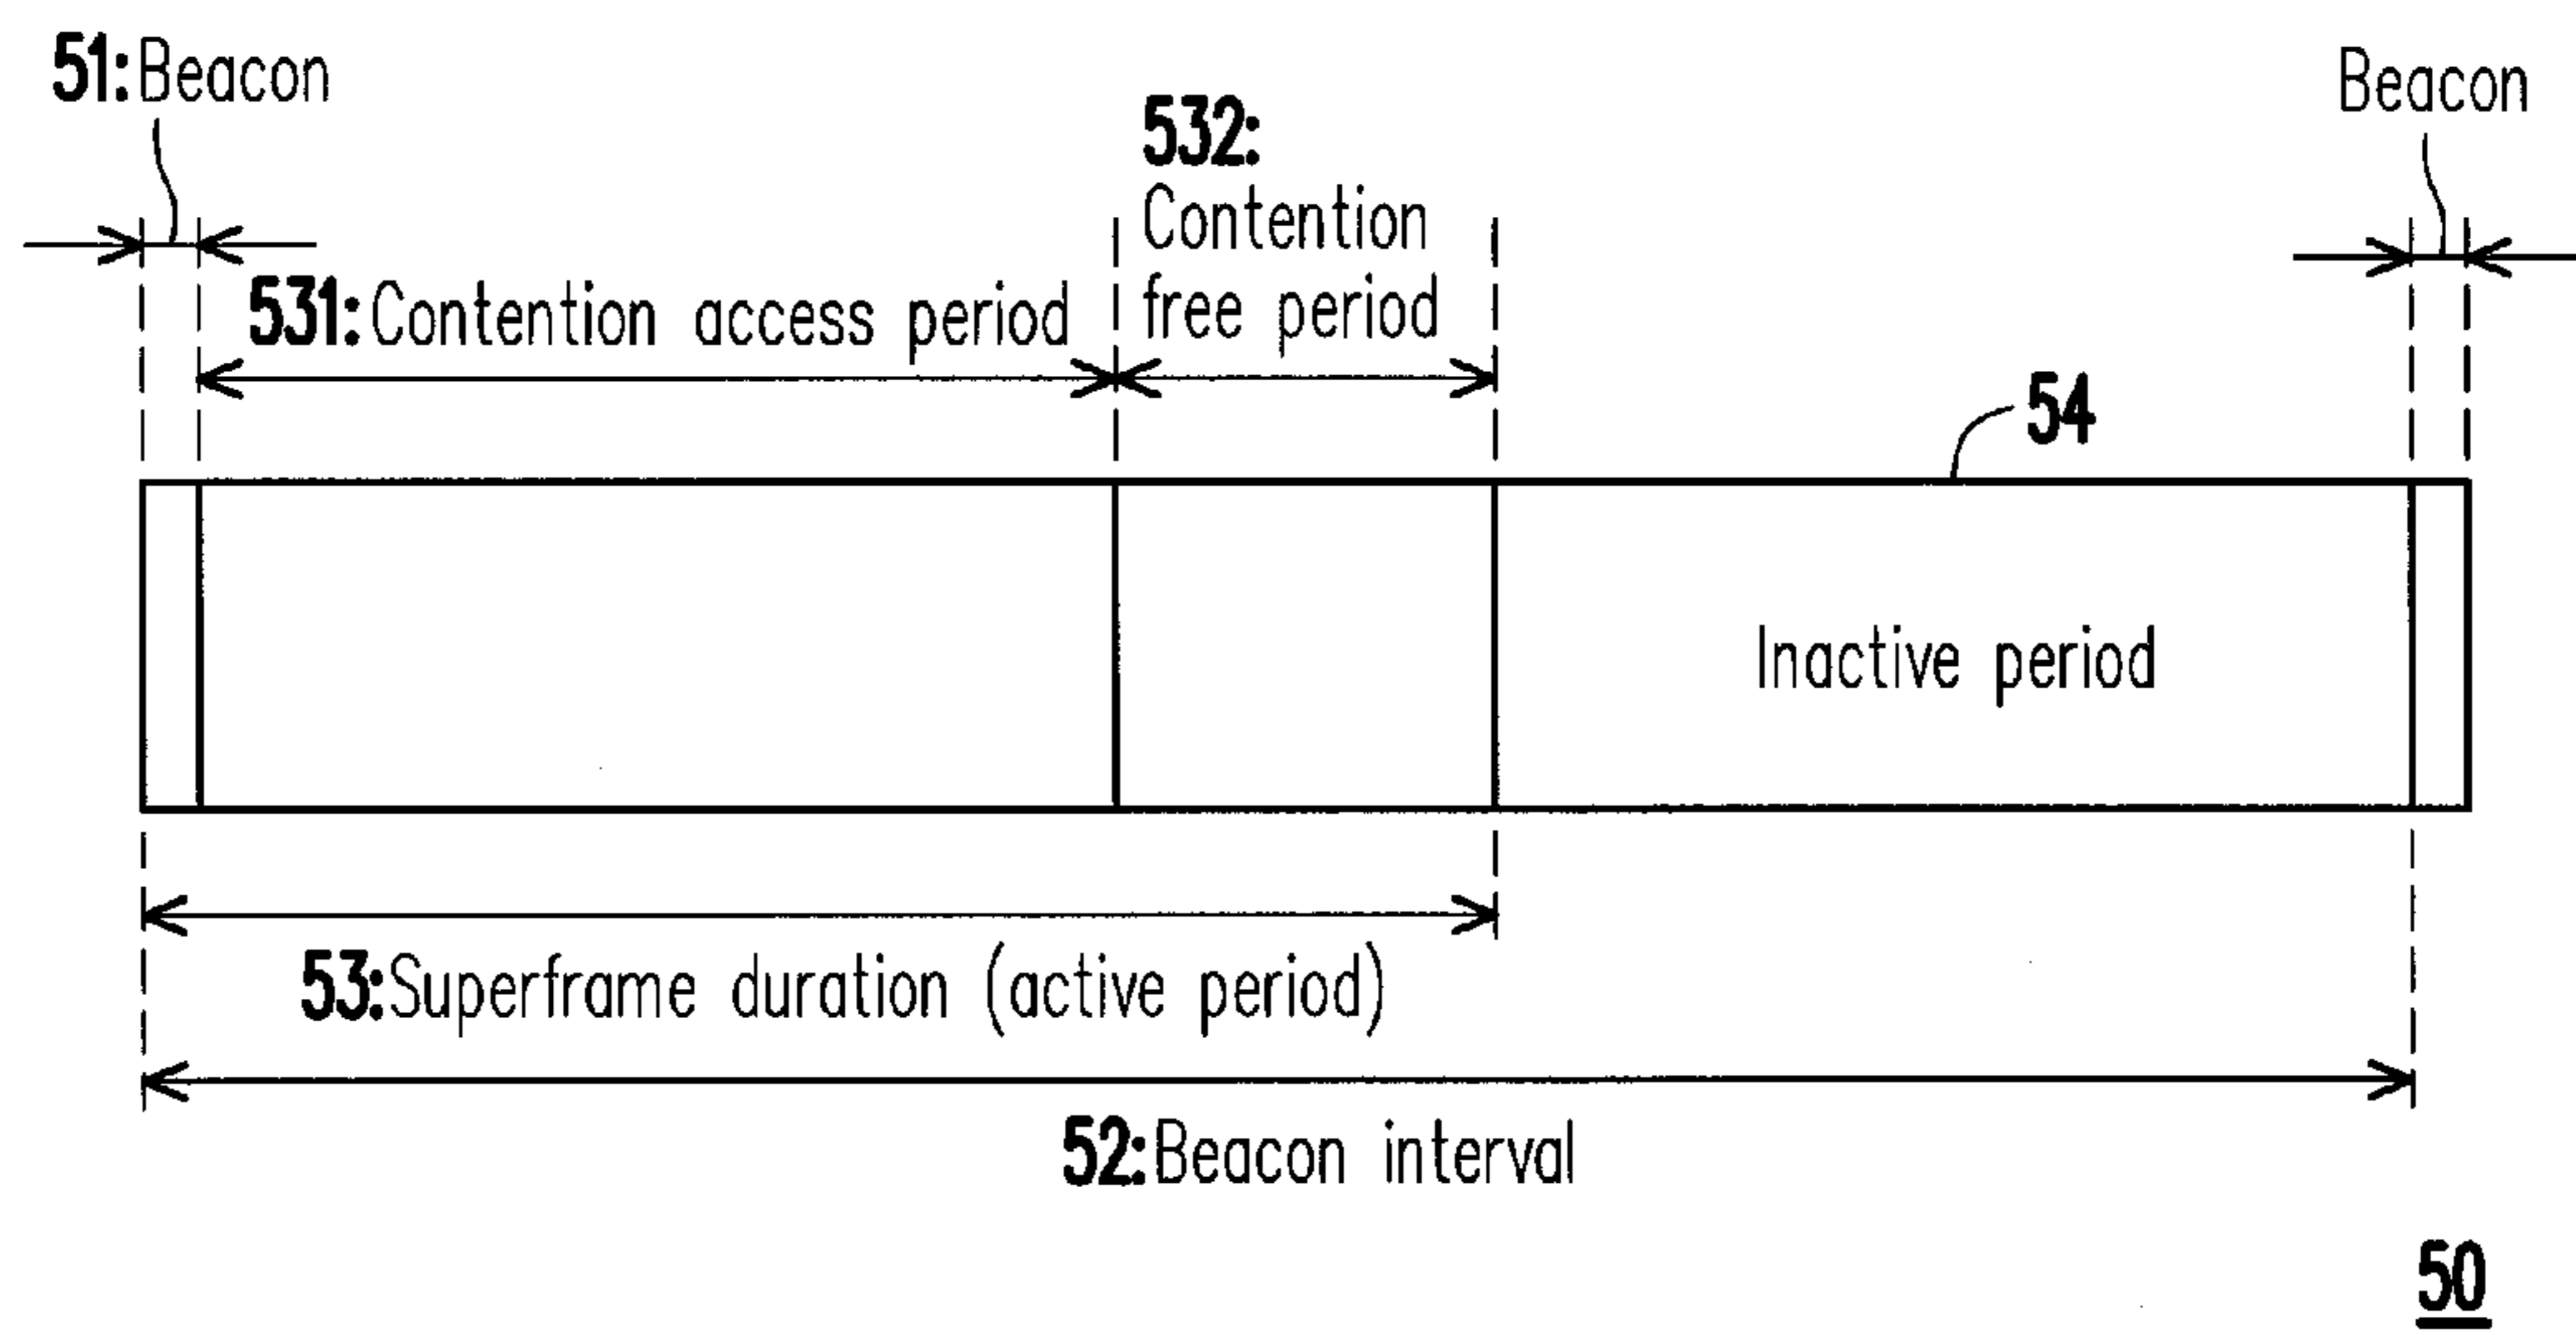 51:Beacon
Beacon
532:
Contention
free period
531:Contention access period
54
Inactive period
53:Superframe duration (active period)
52:Beacon interval
50